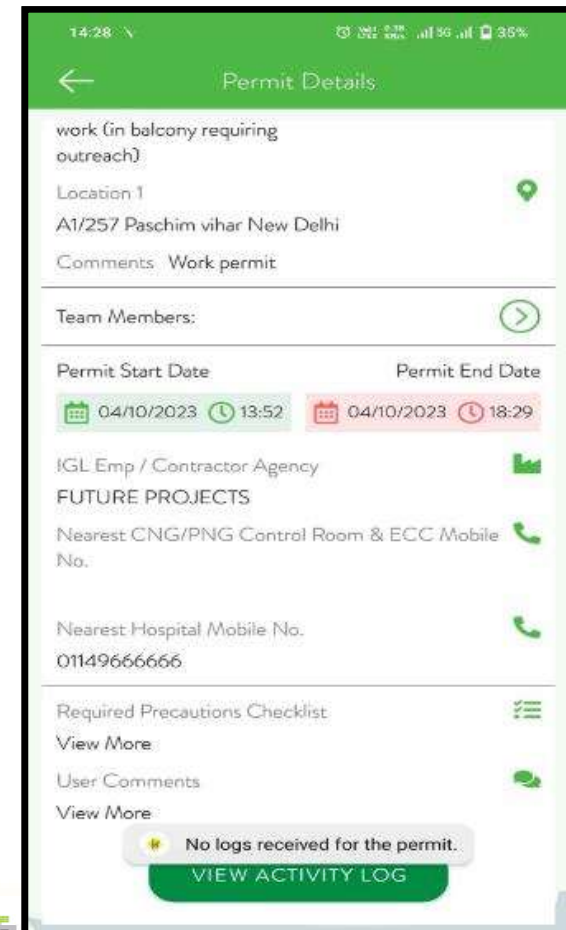 14:28
5G 35%
Permit Details
work (in balcony requiring
outreach)
Location 1
A1/257 Paschim vihar New Delhi
Comments Work permit
Team Members:
Permit Start Date Permit End Date
04/10/2023 13:52 04/10/2023 18:29
IGL Emp / Contractor Agency
FUTURE PROJECTS
Nearest CNG/PNG Control Room & ECC Mobile
No.
Nearest Hospital Mobile No.
01149666666
Required Precautions Checklist
View More
User Comments
View More
No logs received for the permit.
VIEW ACTIVITY LOG